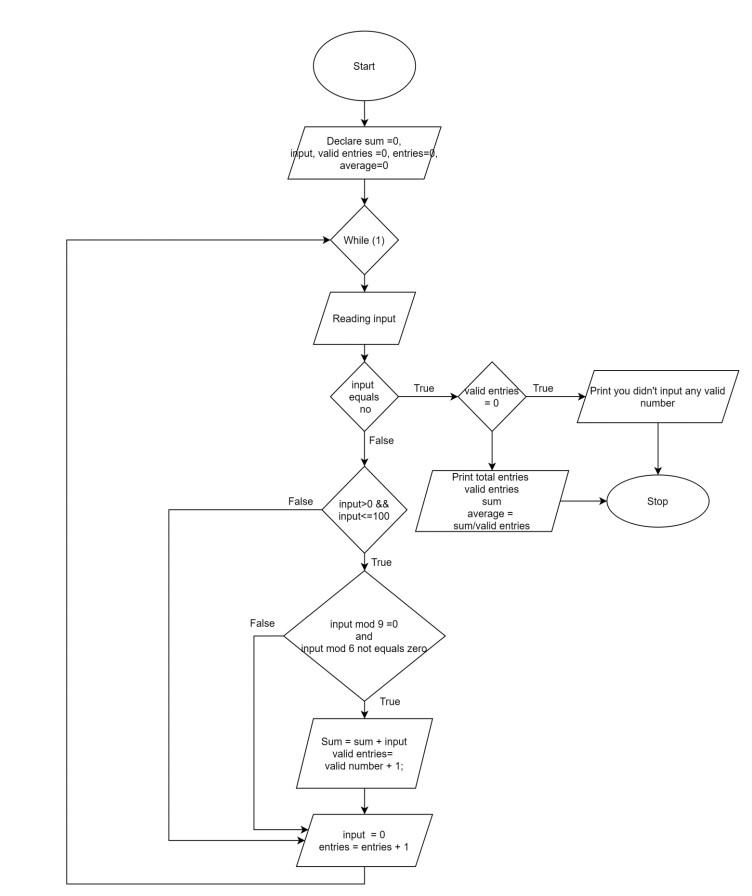 Start
Declare sum =0,
input, valid entries =0, entries=0,
average=0
While (1)
Reading input
input
equals
no
True
valid entries
= 0
True
Print you didn't input any valid
number
False
Print total entries
valid entries
sum
average =
sum/valid entries
Stop
False
input>0 &&
input<=100
True
False
input mod 9 =0
and
input mod 6 not equals zero
True
Sum = sum + input
valid entries=
valid number + 1;
input = 0
entries = entries + 1